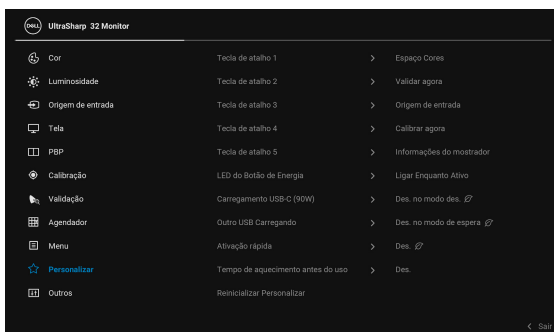 DELL UltraSharp 32 Monitor
Cor Tecla de atalho 1 Espaço Cores
Luminosidade Tecla de atalho 2 Validar agora
Origem de entrada Tecla de atalho 3 Origem de entrada
Tela Tecla de atalho 4 Calibrar agora
PBP Tecla de atalho 5 Informações do mostrador
Calibração LED do Botão de Energia Ligar Enquanto Ativo
Validação Carregamento USB-C (90W) Des. no modo des.
Agendador Outro USB Carregando Des. no modo de espera
Menu Ativação rápida Des.
Personalizar Tempo de aquecimento antes do uso Des.
Outros Reinicializar Personalizar
Sair